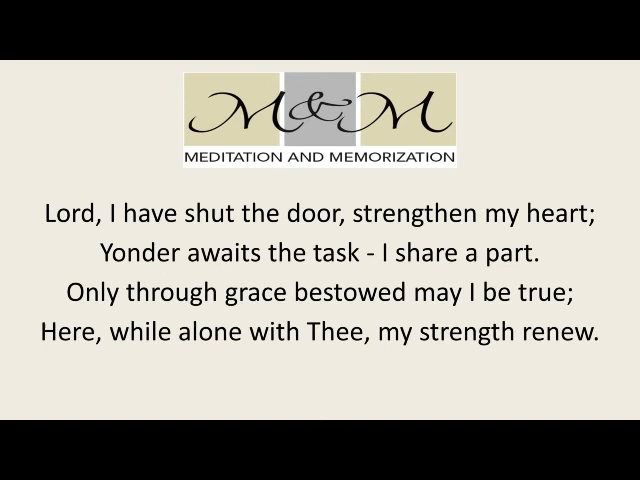 M&M
MEDITATION AND MEMORIZATION
Lord, I have shut the door, strengthen my heart;
Yonder awaits the task - I share a part.
Only through grace bestowed may I be true;
Here, while alone with Thee, my strength renew.